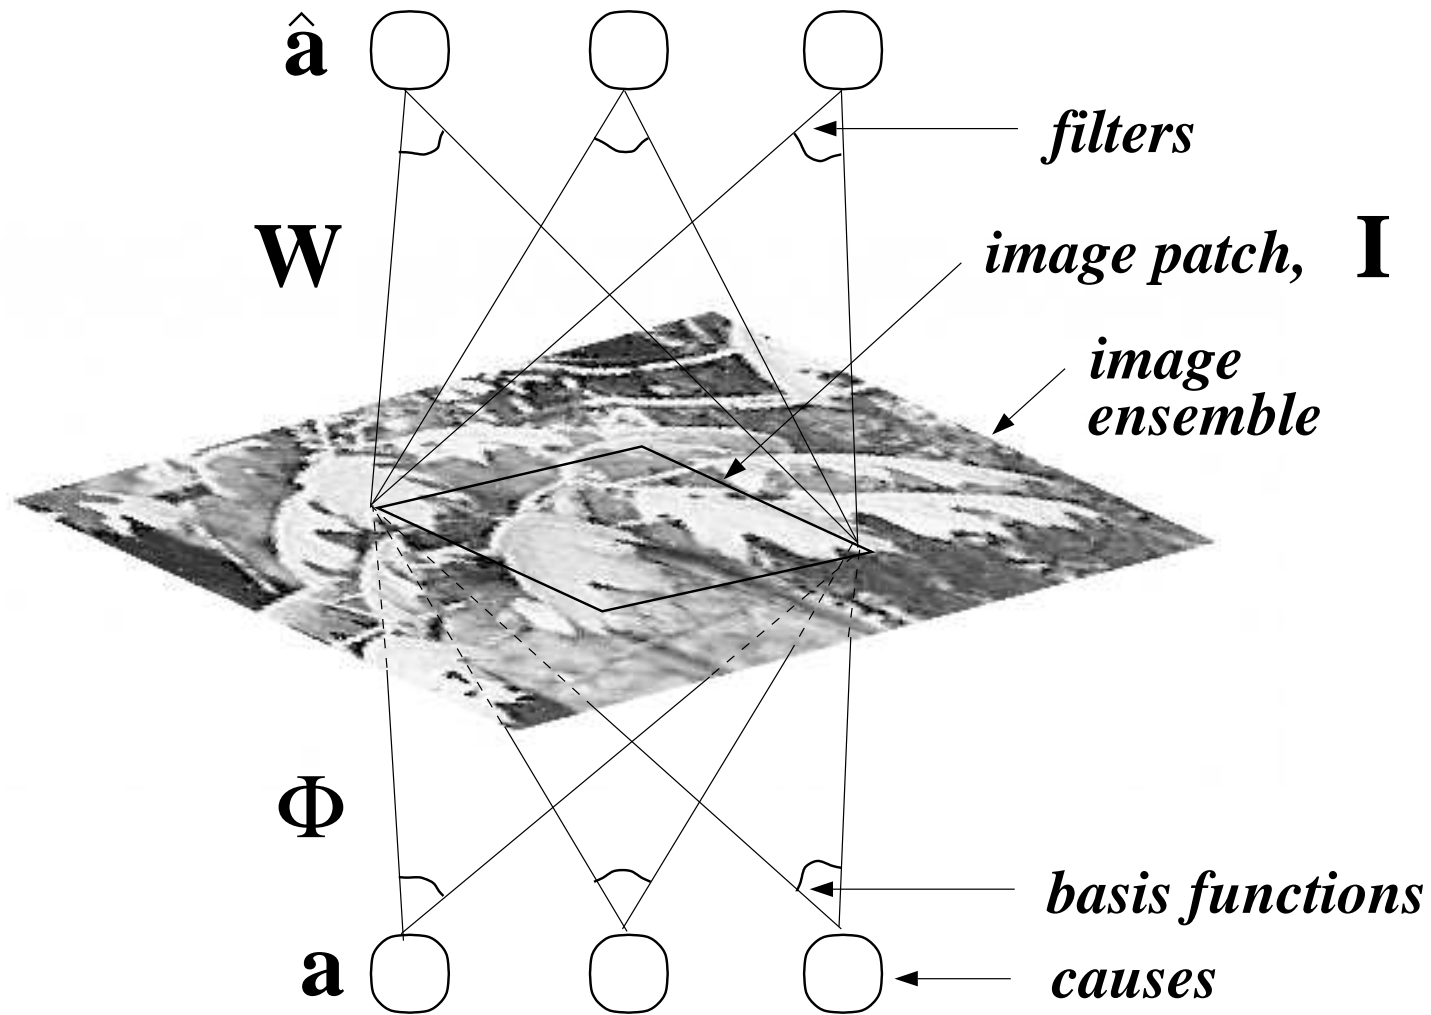 â
filters
W
image patch, I
image
ensemble
Φ
basis functions
a
causes